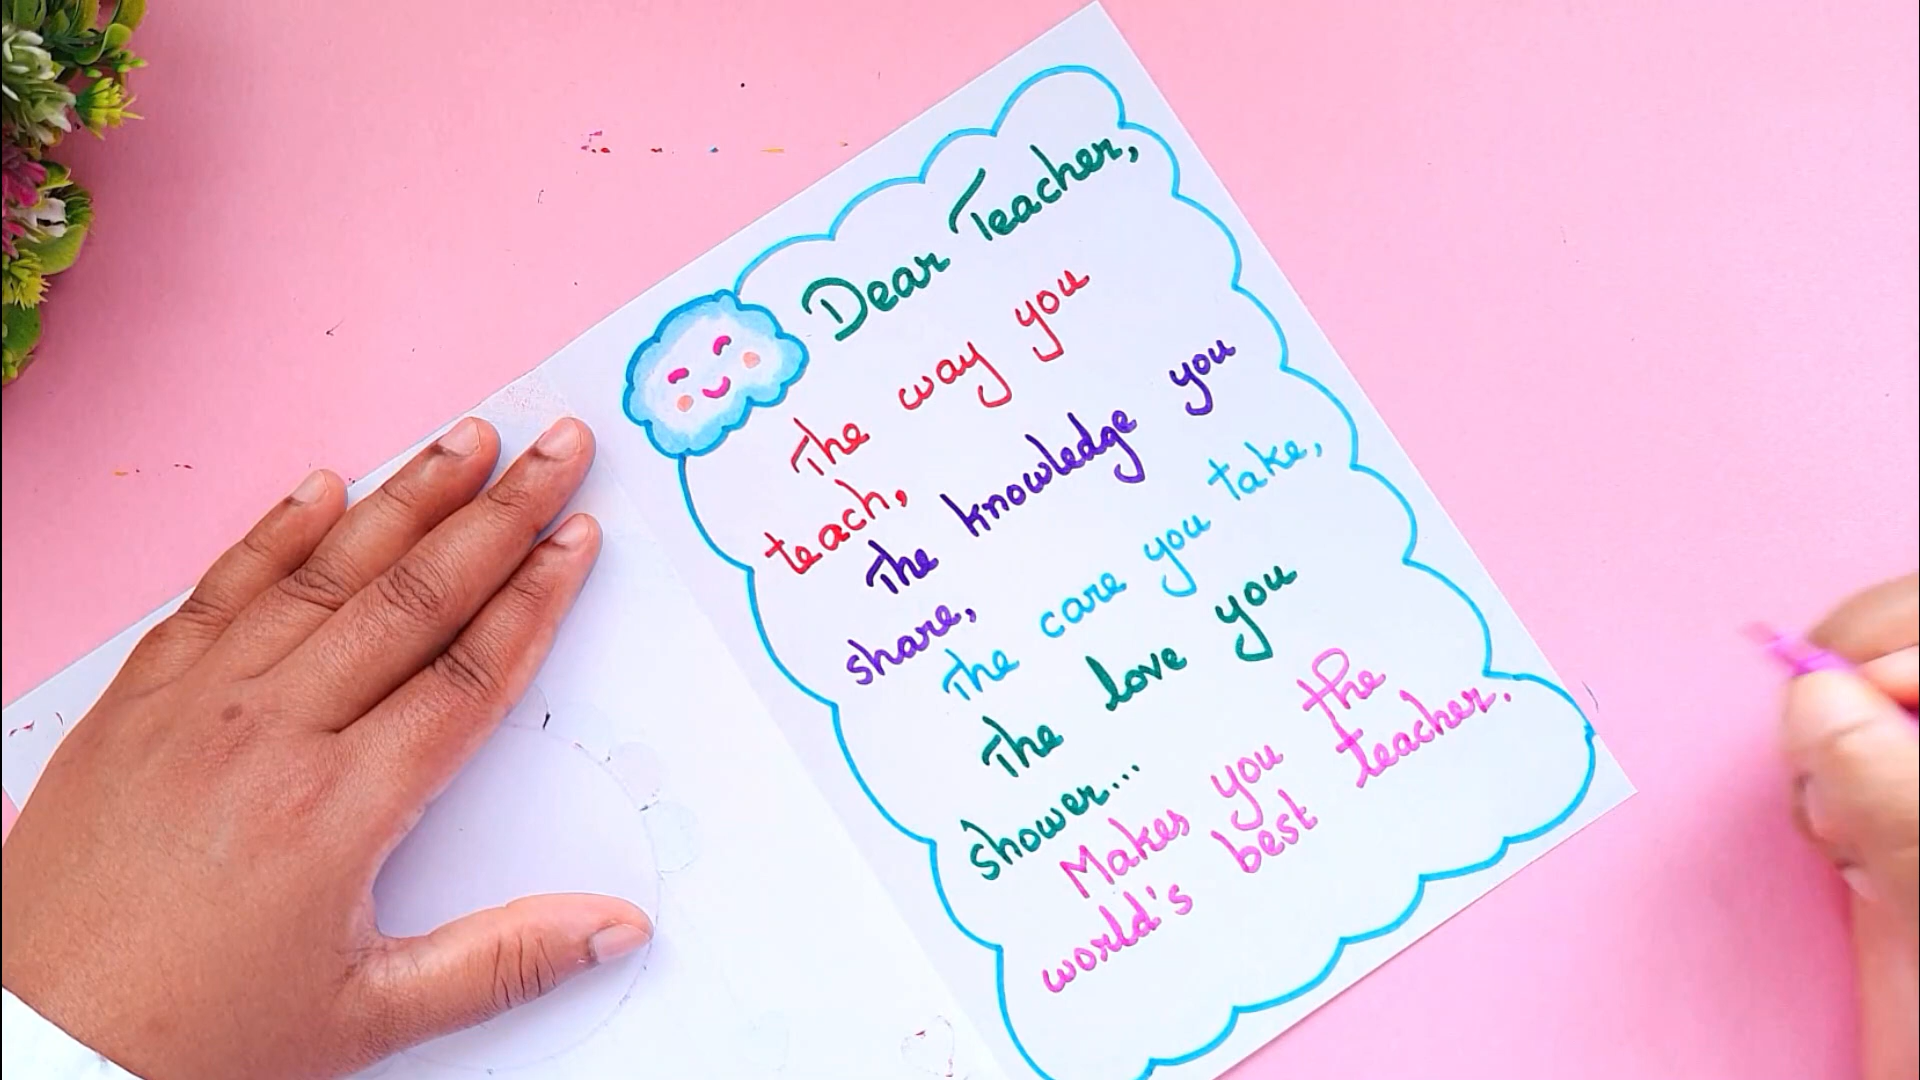 Dear Teacher,
The way you
teach,
The knowledge you
share,
The care you take,
The love you
shower....
Makes you the
world's best teacher.